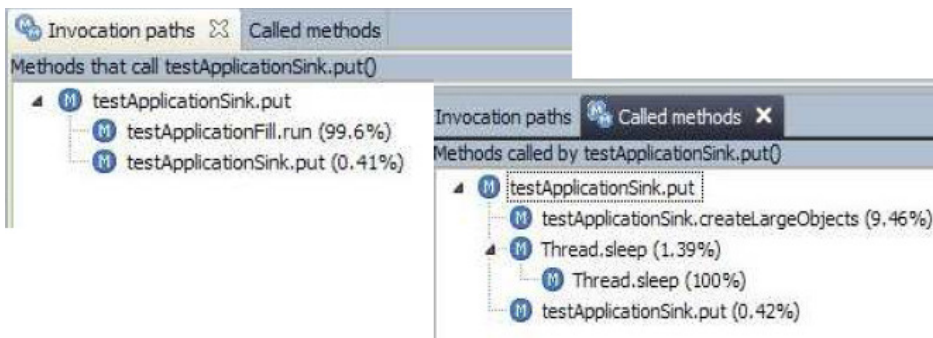 Invocation paths Called methods
Methods that call testApplicationSink.put()
testApplicationSink.put
testApplicationFill.run (99.6%)
testApplicationSink.put (0.41%)
Invocation paths Called methods
Methods called by testApplicationSink.put()
testApplicationSink.put
testApplicationSink.createLargeObjects (9.46%)
Thread.sleep (1.39%)
Thread.sleep (100%)
testApplicationSink.put (0.42%)